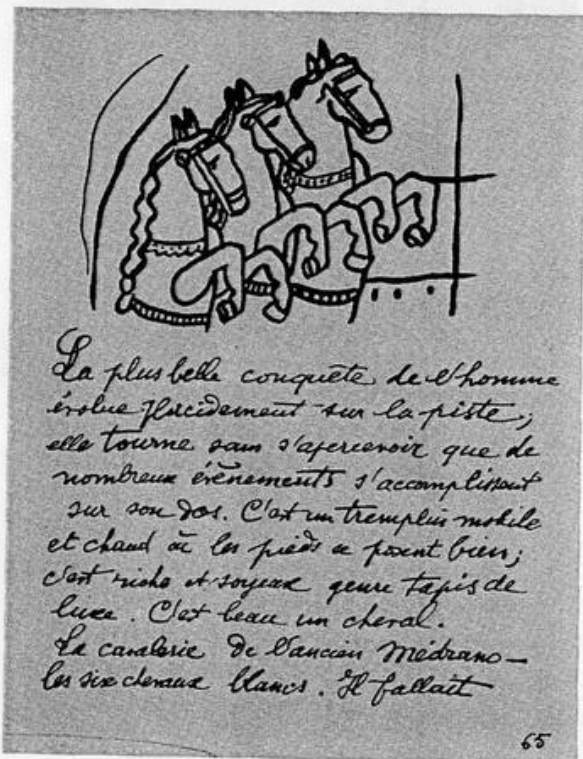 La plus belle conquête de l'homme
évolue placidement sur la piste;
elle tourne sans s'apercevoir que de
nombreux évènements s'accomplissent
sur son dos. C'est un tremplin mobile
et chaud où les pieds se posent bien;
c'est riche et soyeux genre tapis de
luxe. C'est beau un cheval.
La cavalerie de l'ancien Médrano—
les six chevaux blancs. Il fallait
65